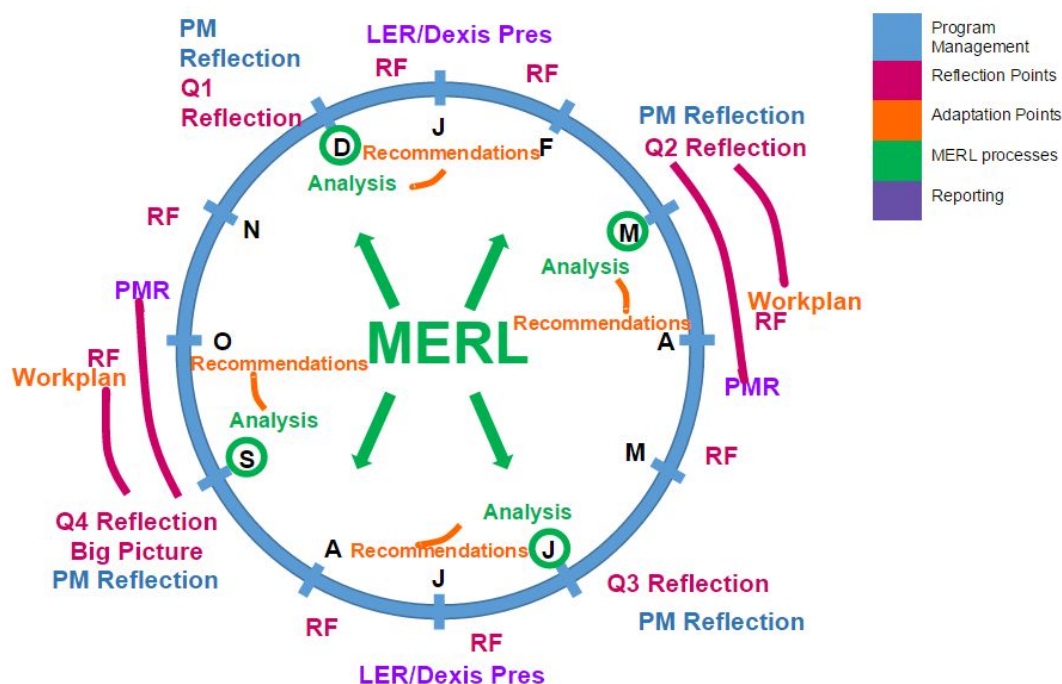 LER/Dexis Pres
PM
Reflection
Q1
Reflection
RF
RF
J
D
Recommendations
F
Analysis
N
RF
PM Reflection
Q2 Reflection
M
Analysis
Recommendations
Workplan
RF
A
PMR
PMR
O
Recommendations
RF
Workplan
Analysis
S
MERL
M
RF
Q4 Reflection
Big Picture
PM Reflection
Analysis
A
Recommendations
J
J
Q3 Reflection
PM Reflection
RF
RF
LER/Dexis Pres
Program
Management
Reflection Points
Adaptation Points
MERL processes
Reporting